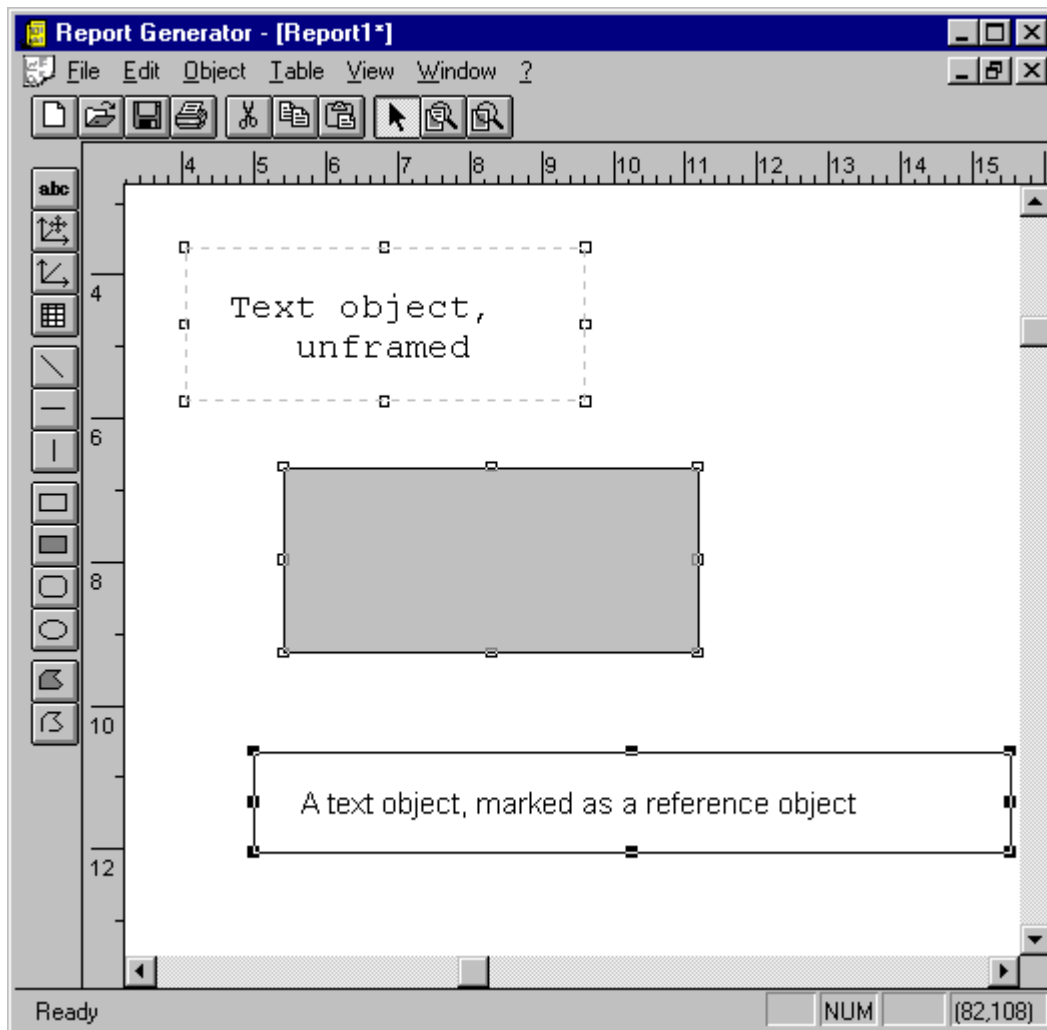 Report Generator - [Report1*]
File Edit Object Table View Window ?
4 5 6 7 8 9 10 11 12 13 14 15
abc
4
Text object,
unframed
6
8
10
A text object, marked as a reference object
12
Ready NUM (82,108)